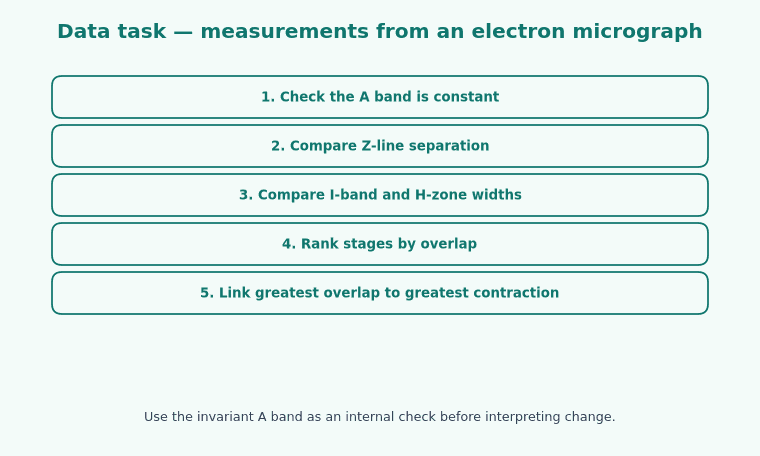 Data task — measurements from an electron micrograph
1. Check the A band is constant
2. Compare Z-line separation
3. Compare I-band and H-zone widths
4. Rank stages by overlap
5. Link greatest overlap to greatest contraction
Use the invariant A band as an internal check before interpreting change.